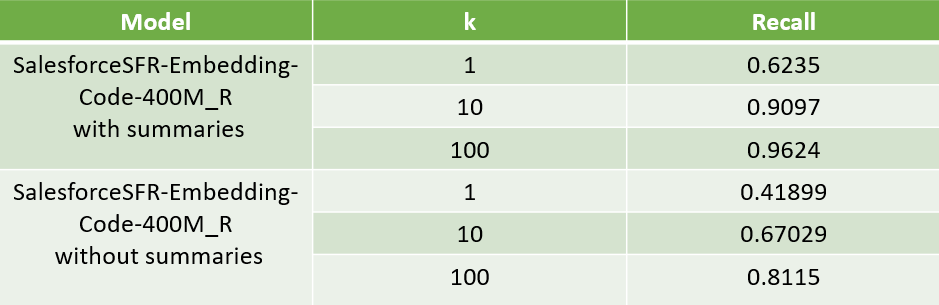 Model k Recall
SalesforceSFR-Embedding-
Code-400M_R
with summaries
1 0.6235
10 0.9097
100 0.9624
SalesforceSFR-Embedding-
Code-400M_R
without summaries
1 0.41899
10 0.67029
100 0.8115